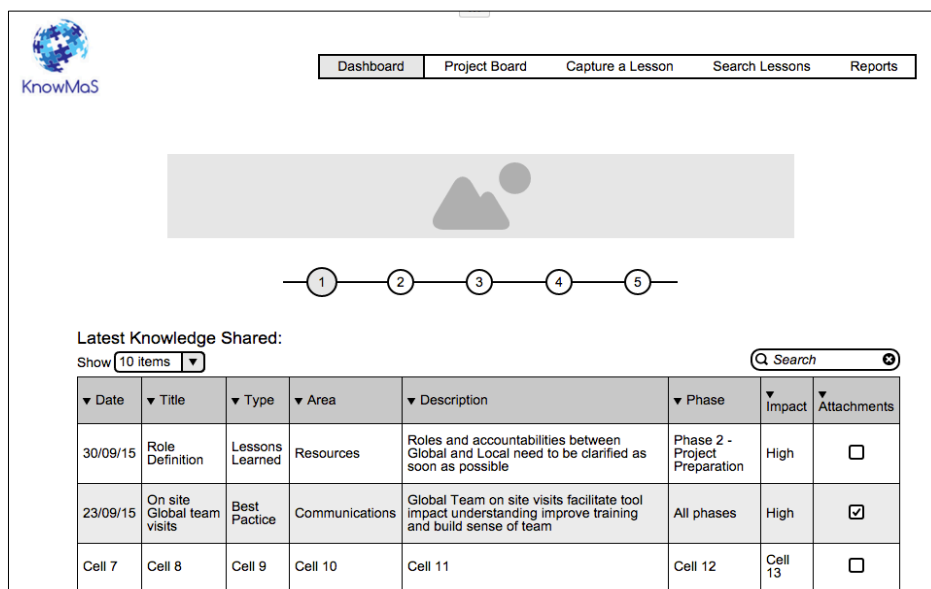 KnowMaS
Dashboard Project Board Capture a Lesson Search Lessons Reports
1 2 3 4 5
Latest Knowledge Shared:
Show 10 items
Search
Date Title Type Area Description Phase Impact Attachments
30/09/15
Role
Definition
Lessons
Learned
Resources
Roles and accountabilities between
Global and Local need to be clarified as
soon as possible
Phase 2 -
Project
Preparation
High
23/09/15
On site
Global team
visits
Best
Pactice
Communications
Global Team on site visits facilitate tool
impact understanding improve training
and build sense of team
All phases
High
Cell 7
Cell 8
Cell 9
Cell 10
Cell 11
Cell 12
Cell
13